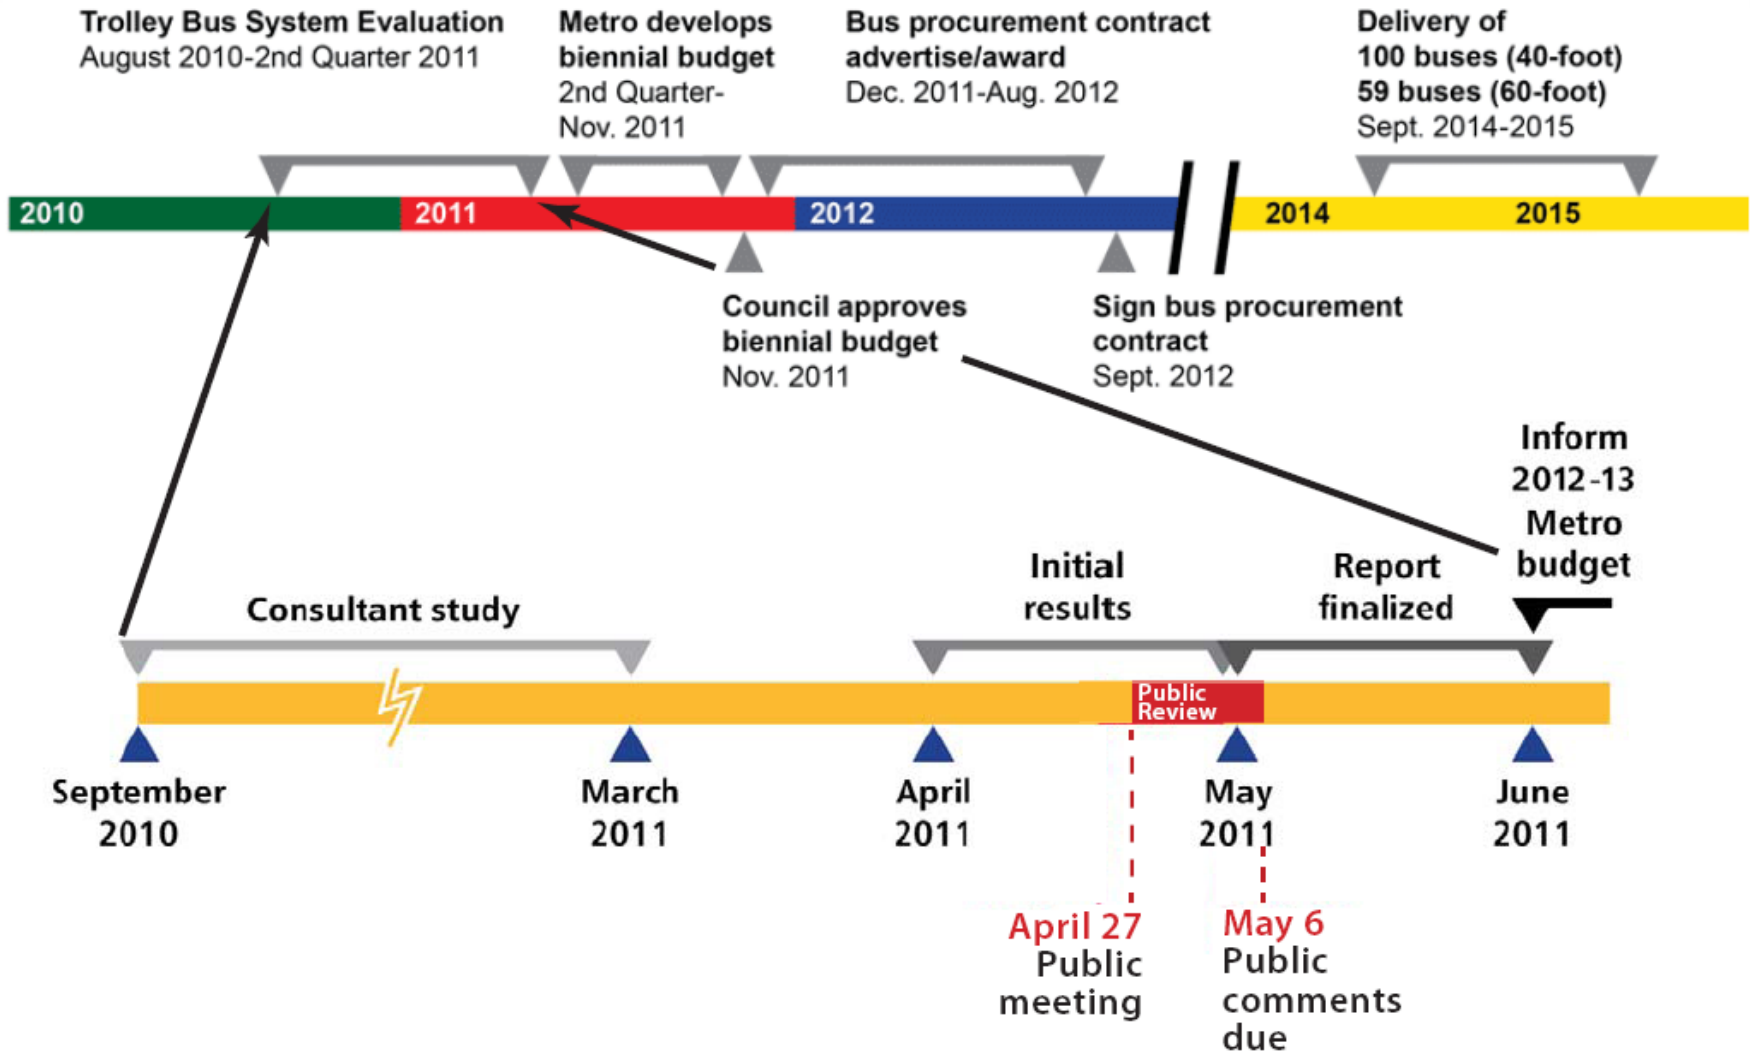 Trolley Bus System Evaluation
August 2010-2nd Quarter 2011
Metro develops
biennial budget
2nd Quarter-
Nov. 2011
Bus procurement contract
advertise/award
Dec. 2011-Aug. 2012
Delivery of
100 buses (40-foot)
59 buses (60-foot)
Sept. 2014-2015
2010
2011
2012
2014
2015
Council approves
biennial budget
Nov. 2011
Sign bus procurement
contract
Sept. 2012
Inform
2012-13
Metro
budget
Consultant study
Initial
results
Report
finalized
Public
Review
September
2010
March
2011
April
2011
May
2011
June
2011
April 27
Public
meeting
May 6
Public
comments
due